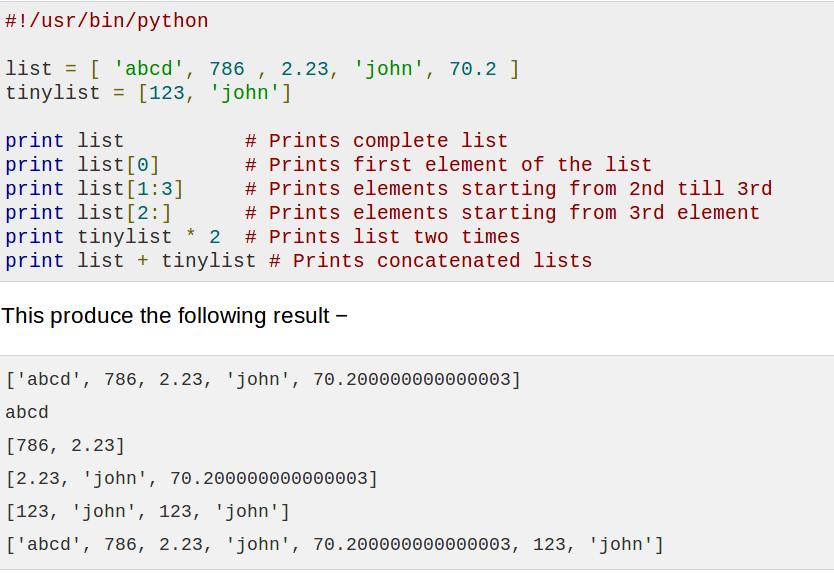 #!/usr/bin/python
list = [ 'abcd', 786 , 2.23, 'john', 70.2 ]
tinylist = [123, 'john']
print list          # Prints complete list
print list[0]       # Prints first element of the list
print list[1:3]     # Prints elements starting from 2nd till 3rd
print list[2:]      # Prints elements starting from 3rd element
print tinylist * 2  # Prints list two times
print list + tinylist # Prints concatenated lists
This produce the following result −
['abcd', 786, 2.23, 'john', 70.200000000000003]
abcd
[786, 2.23]
[2.23, 'john', 70.200000000000003]
[123, 'john', 123, 'john']
['abcd', 786, 2.23, 'john', 70.200000000000003, 123, 'john']